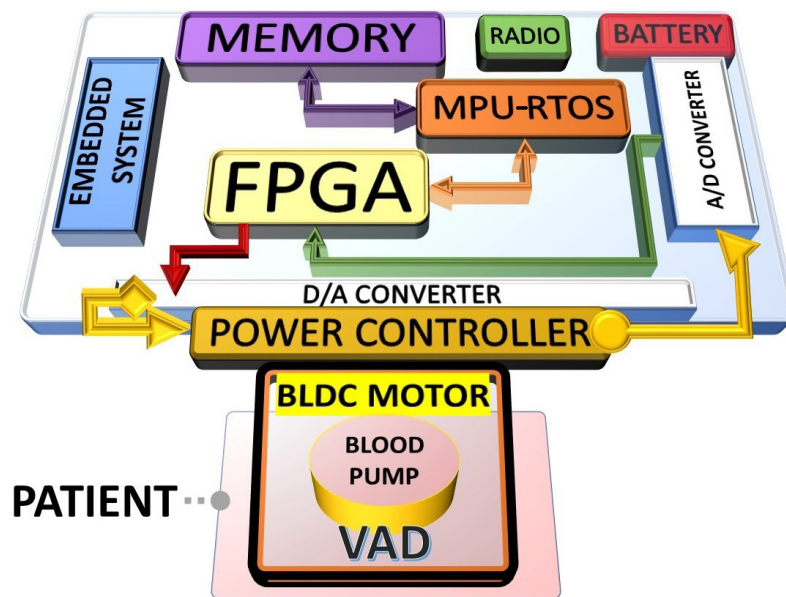 MEMORY
RADIO
BATTERY
EMBEDDED
SYSTEM
MPU-RTOS
A/D CONVERTER
FPGA
D/A CONVERTER
POWER CONTROLLER
BLDC MOTOR
BLOOD
PUMP
PATIENT
VAD